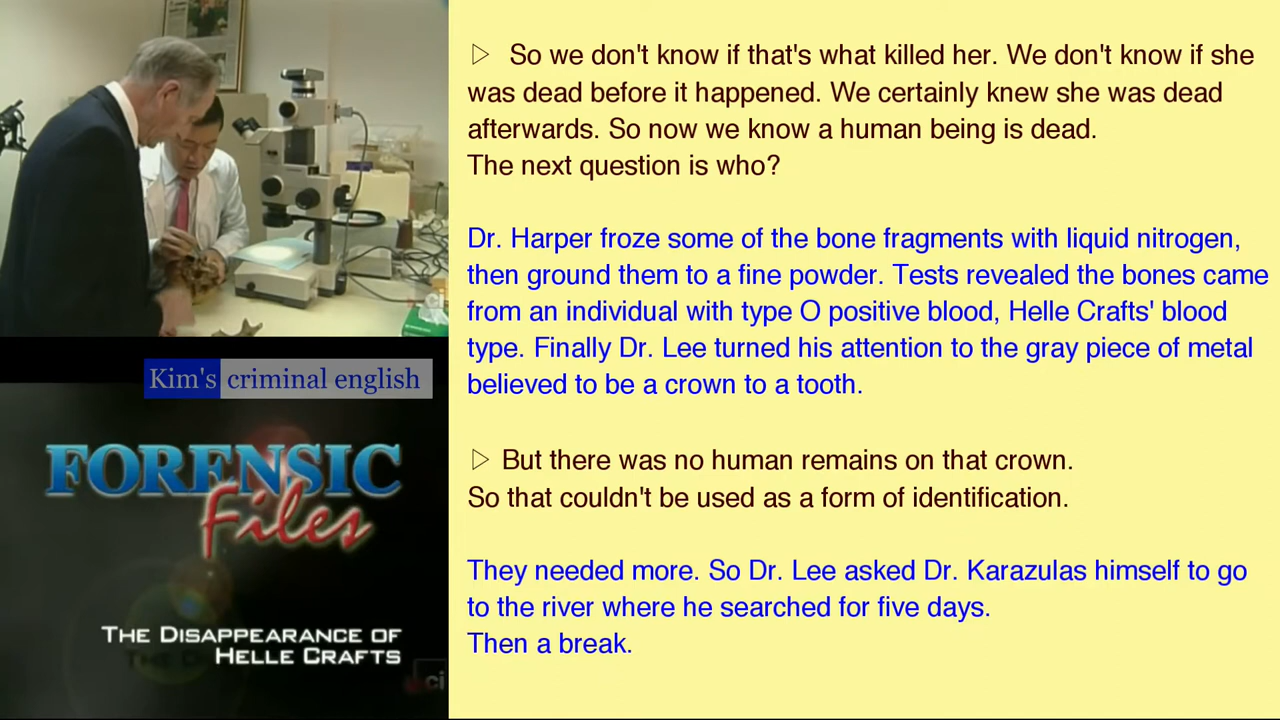 ▷ So we don't know if that's what killed her. We don't know if she
was dead before it happened. We certainly knew she was dead
afterwards. So now we know a human being is dead.
The next question is who?
Dr. Harper froze some of the bone fragments with liquid nitrogen,
then ground them to a fine powder. Tests revealed the bones came
from an individual with type O positive blood, Helle Crafts' blood
type. Finally Dr. Lee turned his attention to the gray piece of metal
believed to be a crown to a tooth.
▷ But there was no human remains on that crown.
So that couldn't be used as a form of identification.
They needed more. So Dr. Lee asked Dr. Karazulas himself to go
to the river where he searched for five days.
Then a break.
Kim's criminal english
FORENSIC
Files
THE DISAPPEARANCE OF
HELLE CRAFTS
ci